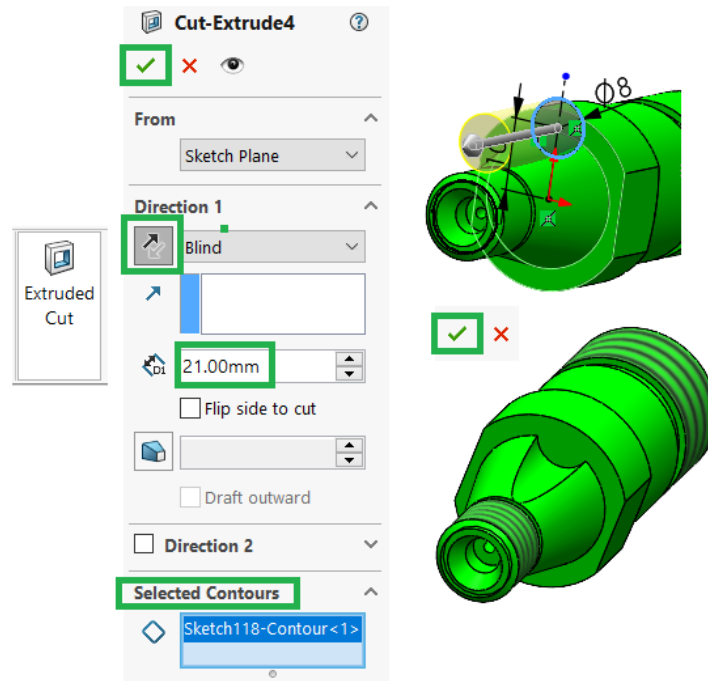 Cut-Extrude4
?
From
Sketch Plane
Direction 1
Blind
Extruded
Cut
D1
21.00mm
Flip side to cut
Draft outward
Direction 2
Selected Contours
Sketch118-Contour<1>
Φ8